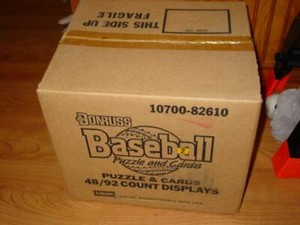 THIS SIDE UP
FRAGILE
10700-82610
DONRUSS
Baseball
Puzzle and Cards
PUZZLE & CARDS
48/92 COUNT DISPLAYS